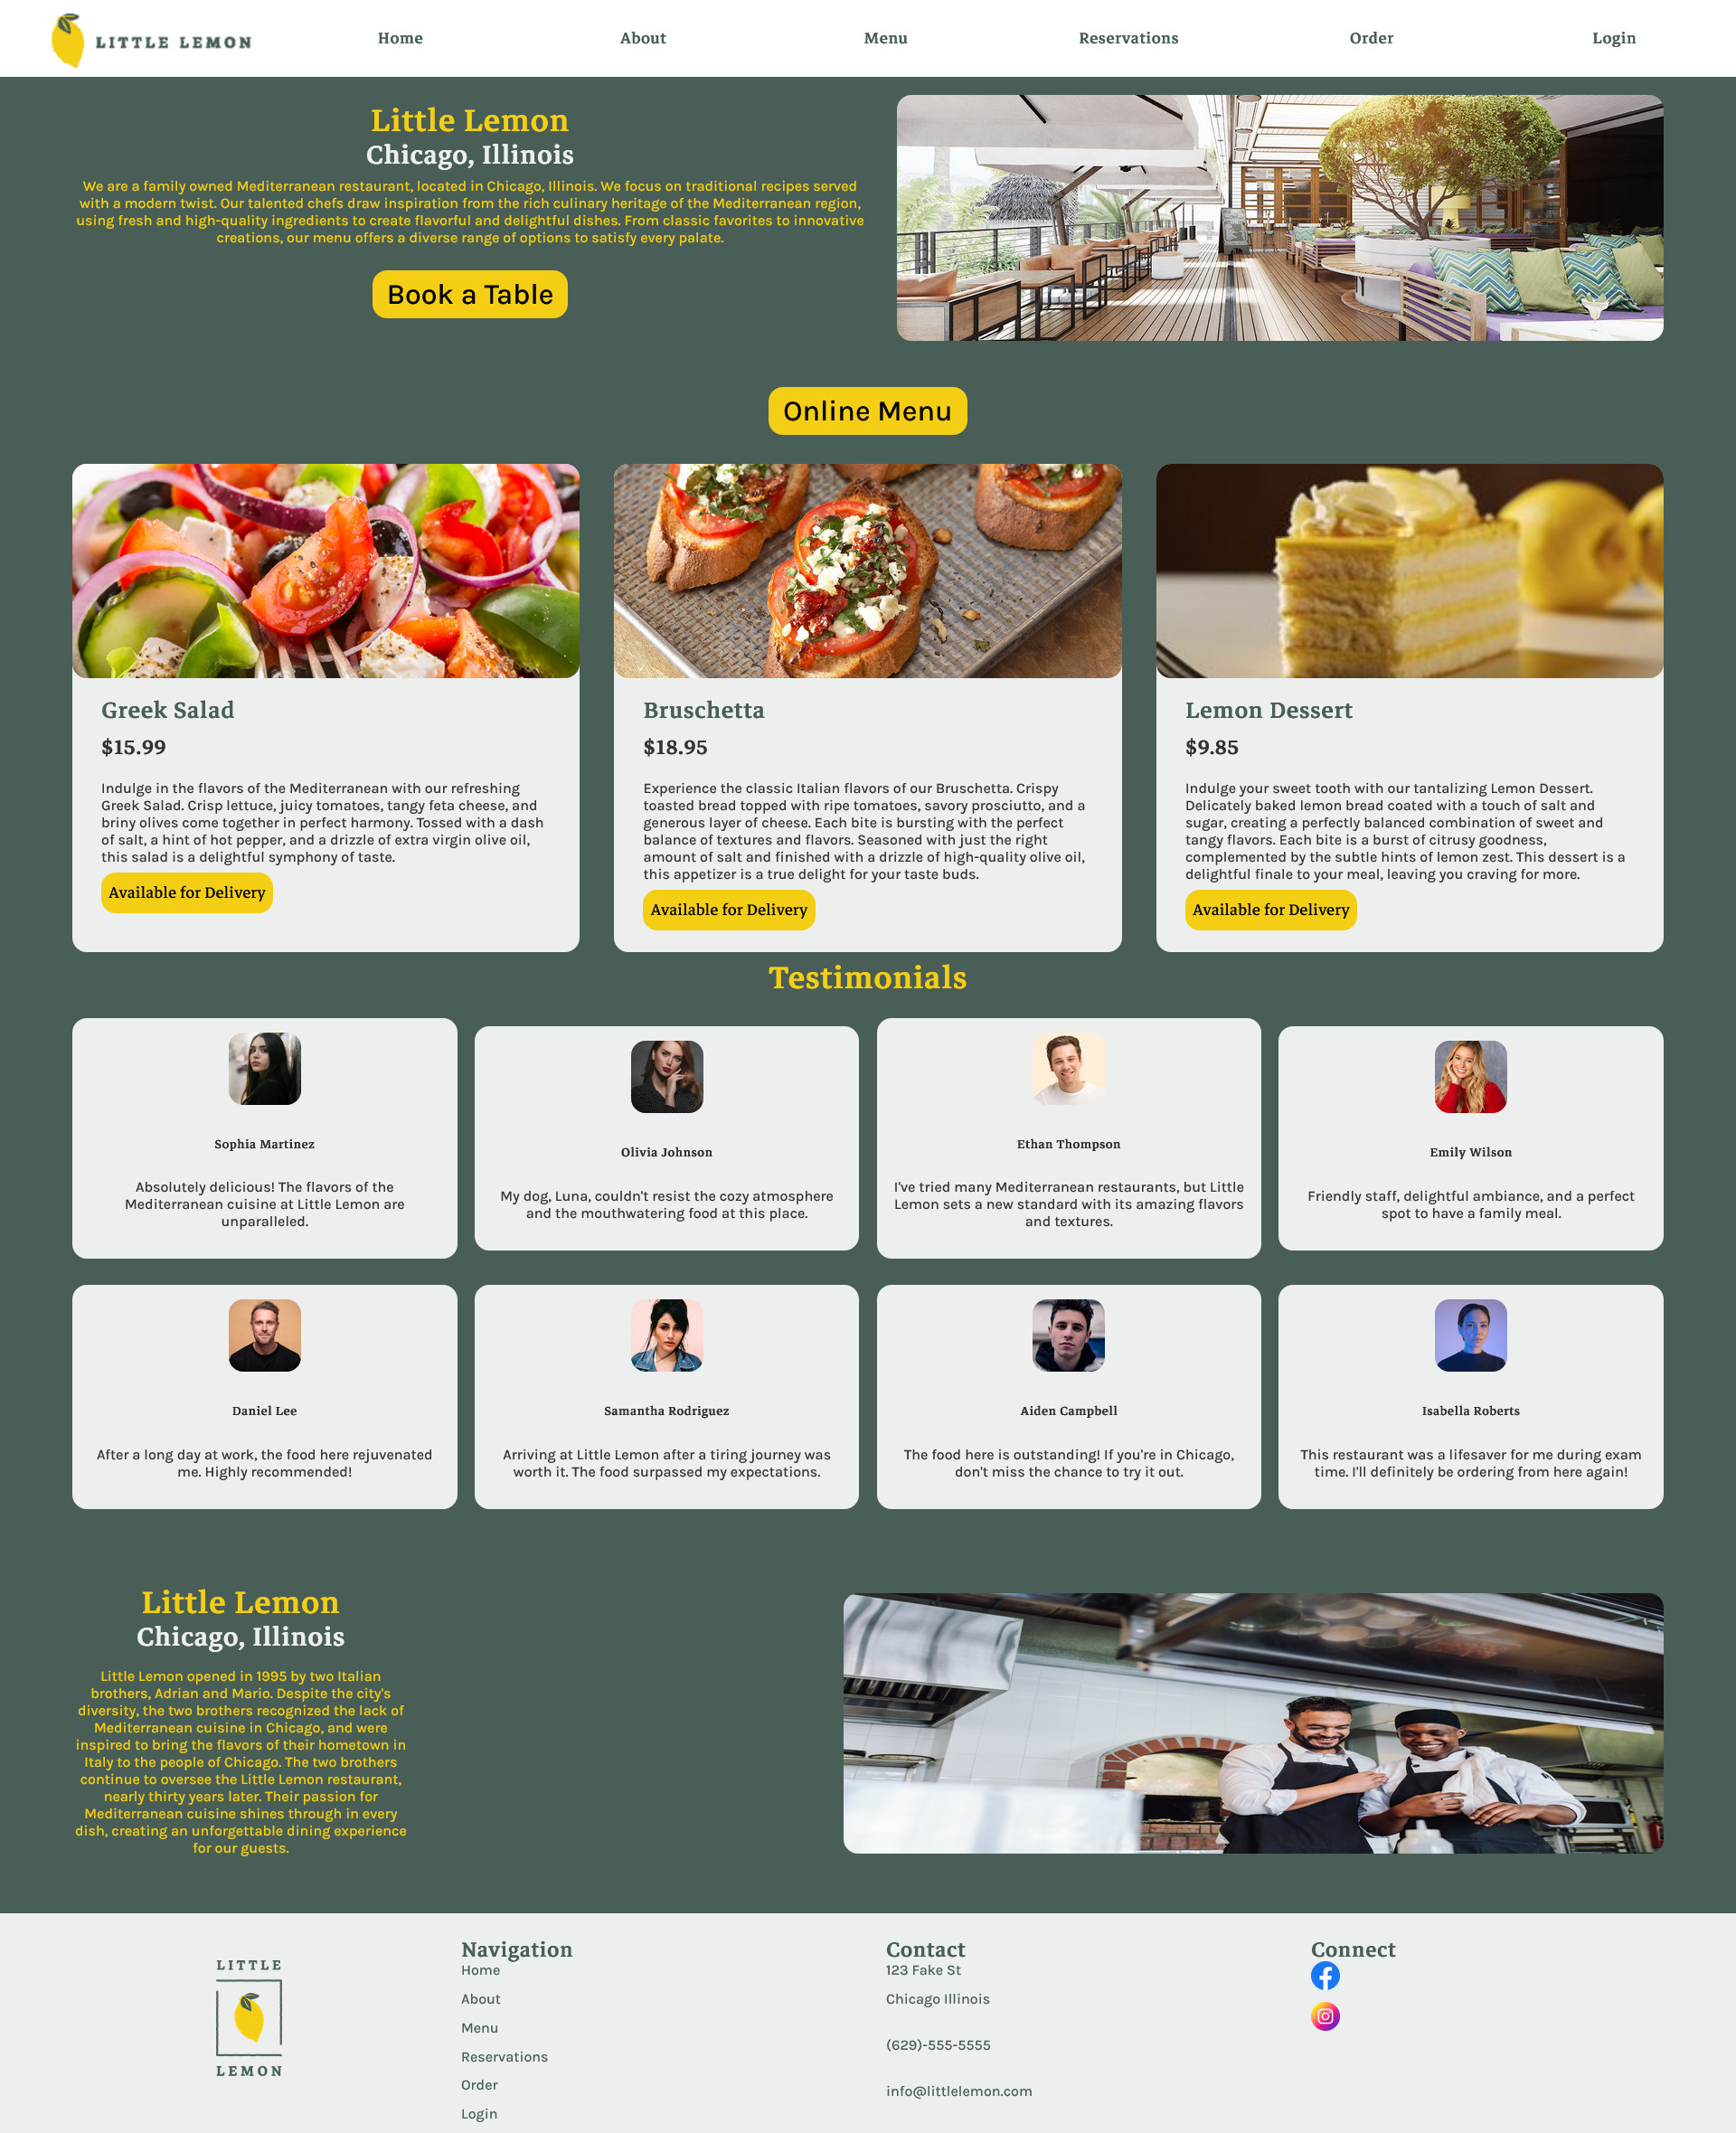 LITTLE LEMON
Home
About
Menu
Reservations
Order
Login
Little Lemon
Chicago, Illinois
We are a family owned Mediterranean restaurant, located in Chicago, Illinois. We focus on traditional recipes served
with a modern twist. Our talented chefs draw inspiration from the rich culinary heritage of the Mediterranean region,
using fresh and high-quality ingredients to create flavorful and delightful dishes. From classic favorites to innovative
creations, our menu offers a diverse range of options to satisfy every palate.
Book a Table
Online Menu
Greek Salad
$15.99
Indulge in the flavors of the Mediterranean with our refreshing
Greek Salad. Crisp lettuce, juicy tomatoes, tangy feta cheese, and
briny olives come together in perfect harmony. Tossed with a dash
of salt, a hint of hot pepper, and a drizzle of extra virgin olive oil,
this salad is a delightful symphony of taste.
Available for Delivery
Bruschetta
$18.95
Experience the classic Italian flavors of our Bruschetta. Crispy
toasted bread topped with ripe tomatoes, savory prosciutto, and a
generous layer of cheese. Each bite is bursting with the perfect
balance of textures and flavors. Seasoned with just the right
amount of salt and finished with a drizzle of high-quality olive oil,
this appetizer is a true delight for your taste buds.
Available for Delivery
Lemon Dessert
$9.85
Indulge your sweet tooth with our tantalizing Lemon Dessert.
Delicately baked lemon bread coated with a touch of salt and
sugar, creating a perfectly balanced combination of sweet and
tangy flavors. Each bite is a burst of citrusy goodness,
complemented by the subtle hints of lemon zest. This dessert is a
delightful finale to your meal, leaving you craving for more.
Available for Delivery
Testimonials
Sophia Martinez
Absolutely delicious! The flavors of the
Mediterranean cuisine at Little Lemon are
unparalleled.
Olivia Johnson
My dog, Luna, couldn't resist the cozy atmosphere
and the mouthwatering food at this place.
Ethan Thompson
I've tried many Mediterranean restaurants, but Little
Lemon sets a new standard with its amazing flavors
and textures.
Emily Wilson
Friendly staff, delightful ambiance, and a perfect
spot to have a family meal.
Daniel Lee
After a long day at work, the food here rejuvenated
me. Highly recommended!
Samantha Rodriguez
Arriving at Little Lemon after a tiring journey was
worth it. The food surpassed my expectations.
Aiden Campbell
The food here is outstanding! If you're in Chicago,
don't miss the chance to try it out.
Isabella Roberts
This restaurant was a lifesaver for me during exam
time. I'll definitely be ordering from here again!
Little Lemon
Chicago, Illinois
Little Lemon opened in 1995 by two Italian
brothers, Adrian and Mario. Despite the city's
diversity, the two brothers recognized the lack of
Mediterranean cuisine in Chicago, and were
inspired to bring the flavors of their hometown in
Italy to the people of Chicago. The two brothers
continue to oversee the Little Lemon restaurant,
nearly thirty years later. Their passion for
Mediterranean cuisine shines through in every
dish, creating an unforgettable dining experience
for our guests.
LITTLE
LEMON
Navigation
Home
About
Menu
Reservations
Order
Login
Contact
123 Fake St
Chicago Illinois
(629)-555-5555
info@littlelemon.com
Connect